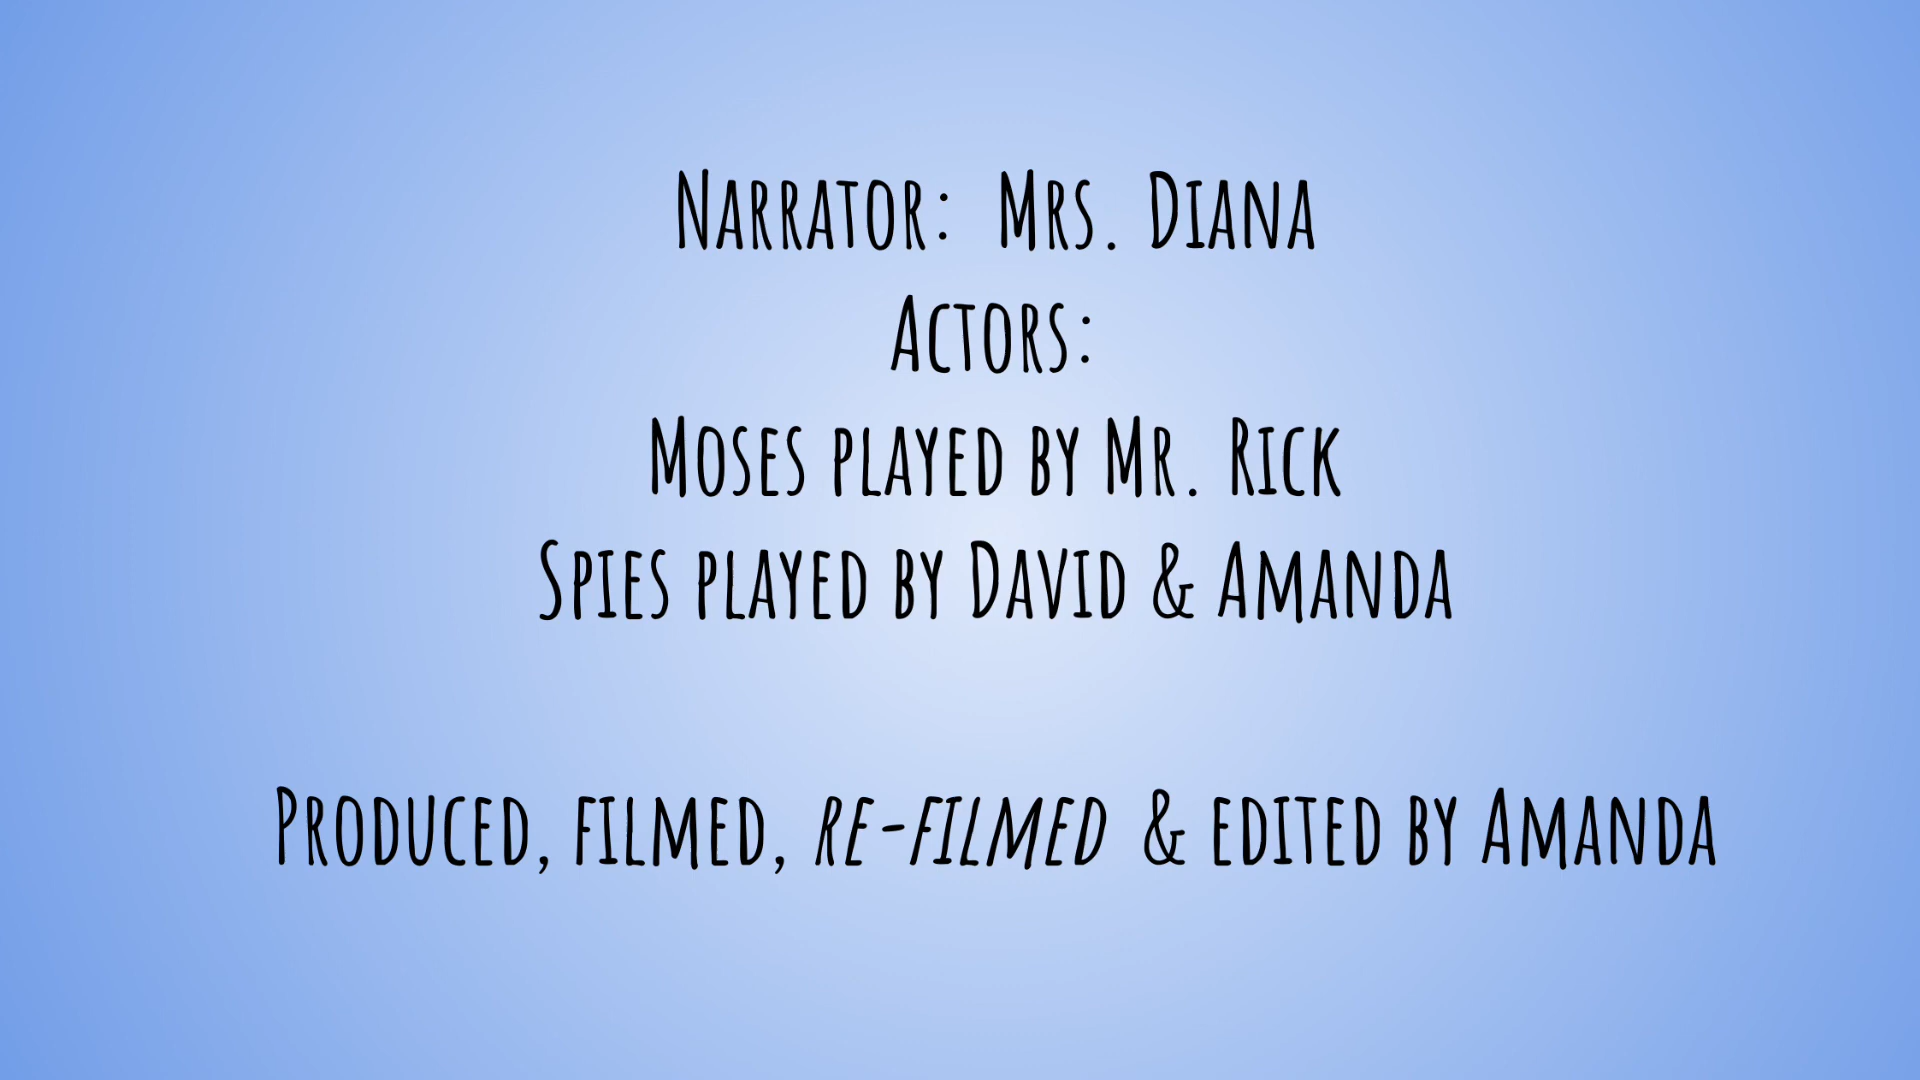 Narrator: Mrs. Diana
Actors:
Moses played by Mr. Rick
Spies played by David & Amanda
Produced, filmed, re-filmed & edited by Amanda